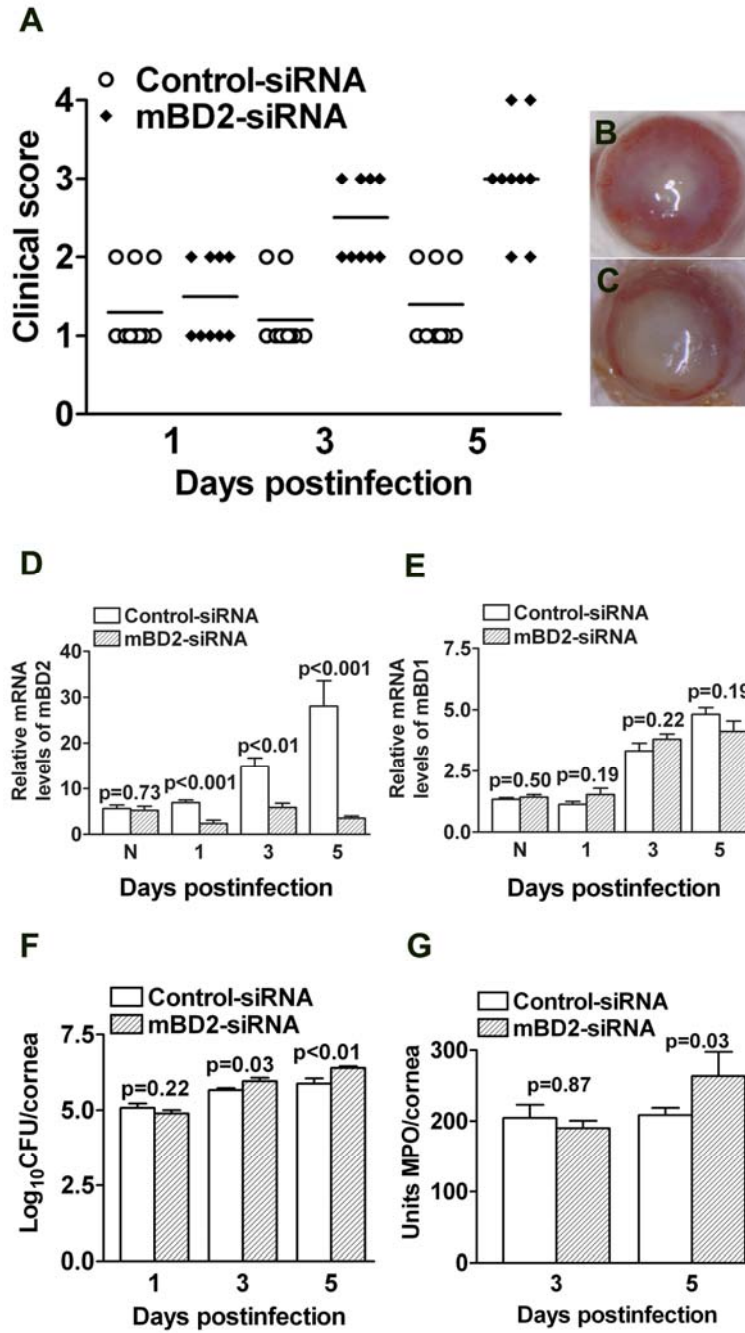 A
Control-siRNA
mBD2-siRNA
4
3
2
1
0
Clinical score
1 3 5
Days postinfection
B
C
D
Control-siRNA
mBD2-siRNA
40
30
20
10
0
Relative mRNA
levels of mBD2
p=0.73
p<0.001
p<0.01
p<0.001
N 1 3 5
Days postinfection
E
Control-siRNA
mBD2-siRNA
7.5
5.0
2.5
0.0
Relative mRNA
levels of mBD1
p=0.50
p=0.19
p=0.22
p=0.19
N 1 3 5
Days postinfection
F
Control-siRNA
mBD2-siRNA
7.5
5.0
2.5
0.0
Log10CFU/cornea
p=0.22
p=0.03
p<0.01
1 3 5
Days postinfection
G
Control-siRNA
mBD2-siRNA
300
200
100
0
Units MPO/cornea
p=0.87
p=0.03
3 5
Days postinfection